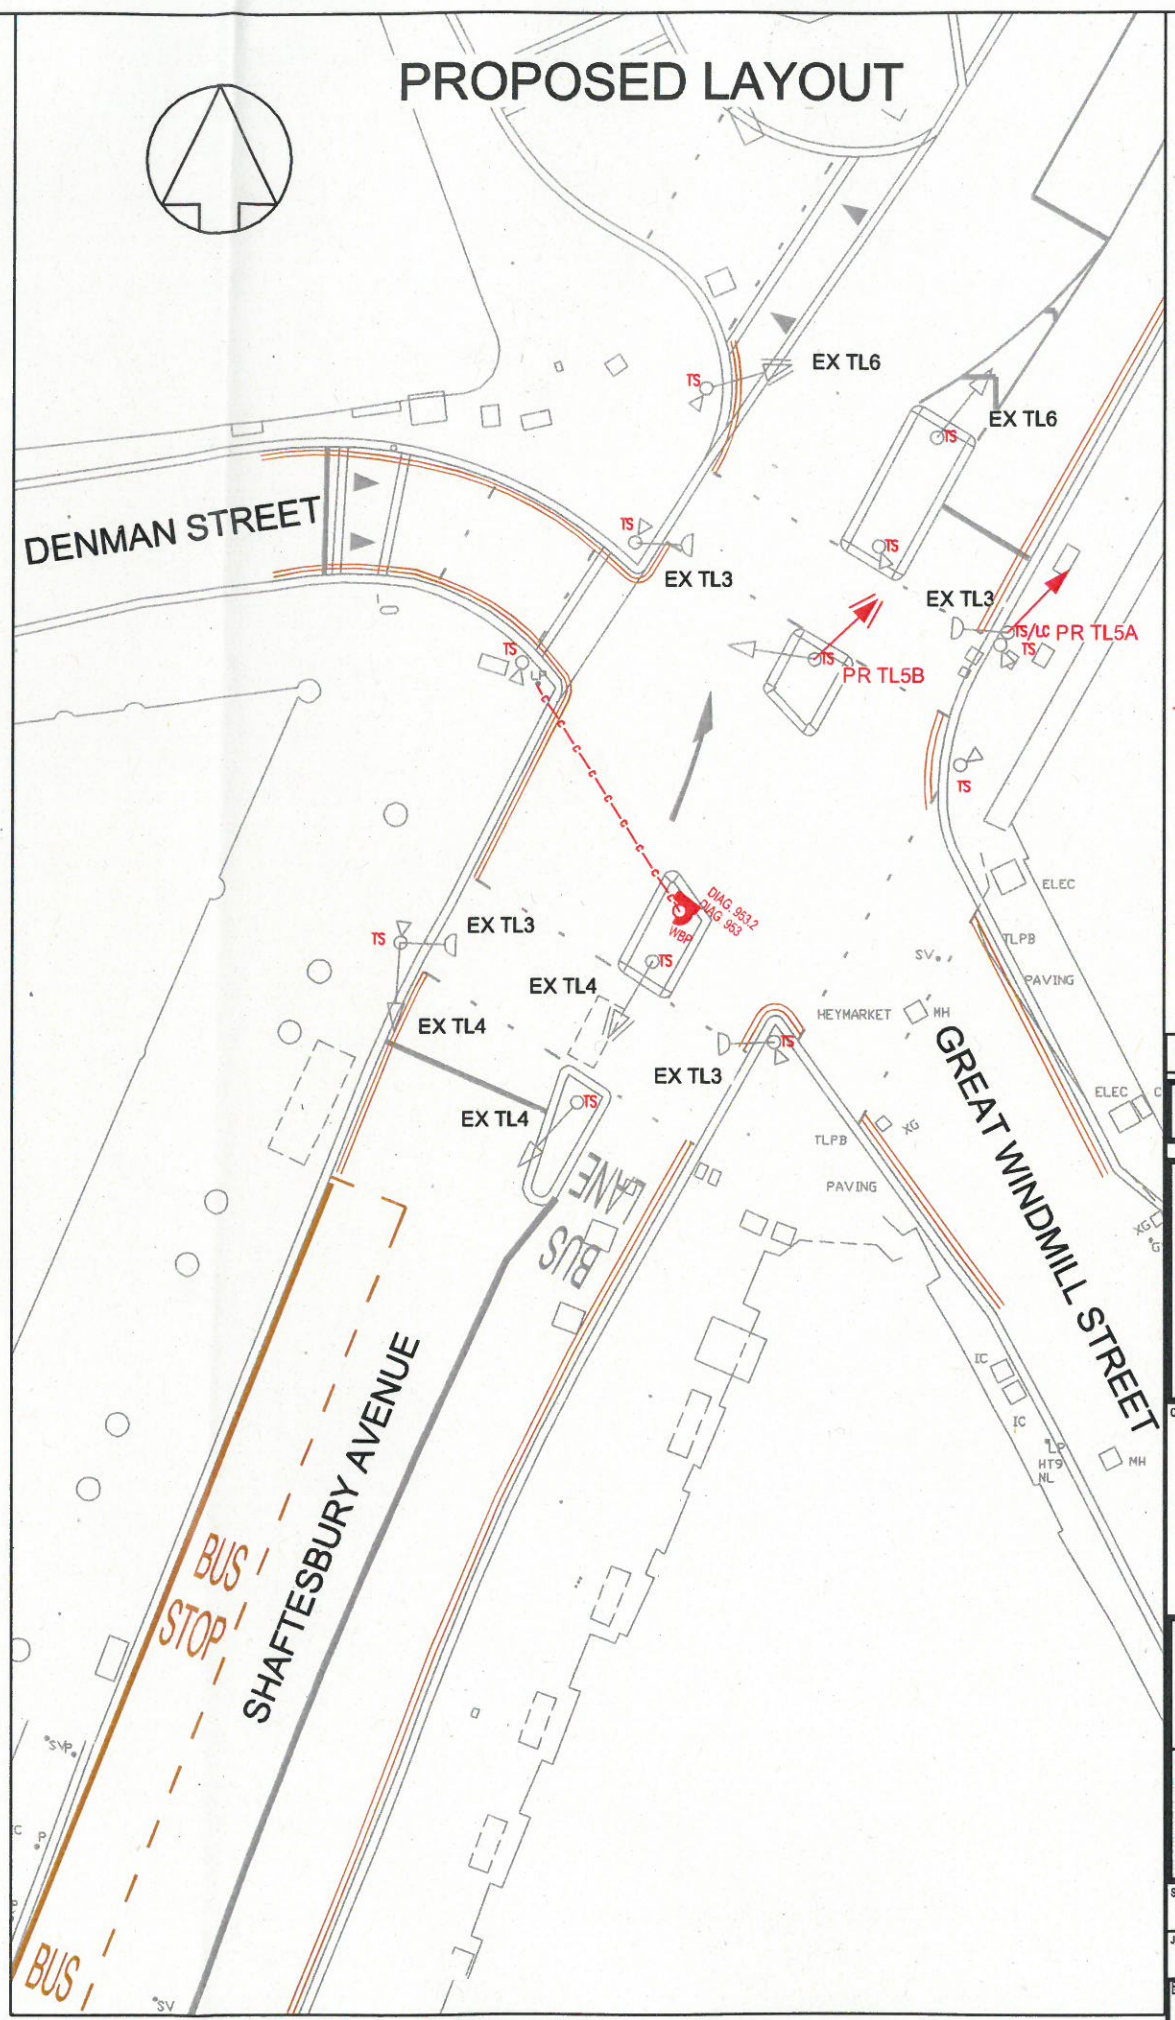 PROPOSED LAYOUT
EX TL6
TS
EX TL6
TS
DENMAN STREET
TS
TS
EX TL3
EX TL3
TS/LC PR TL5A
TS
TS
LP
TS
PR TL5B
TS
C
C
C
C
C
C
C
C
ELEC
DIAG. 953.2
DIAG. 953
WBP
EX TL3
TS
TLPB
SV
TS
PAVING
EX TL4
HEYMARKET
MH
EX TL4
TS
EX TL3
GREAT WINDMILL STREET
ELEC
C
TS
EX TL4
XG
TLPB
BUS
LANE
PAVING
XG
G
SHAFTESBURY AVENUE
IC
IC
LP
HT9
NL
MH
BUS
STOP
SVP
C
P
BUS
SV